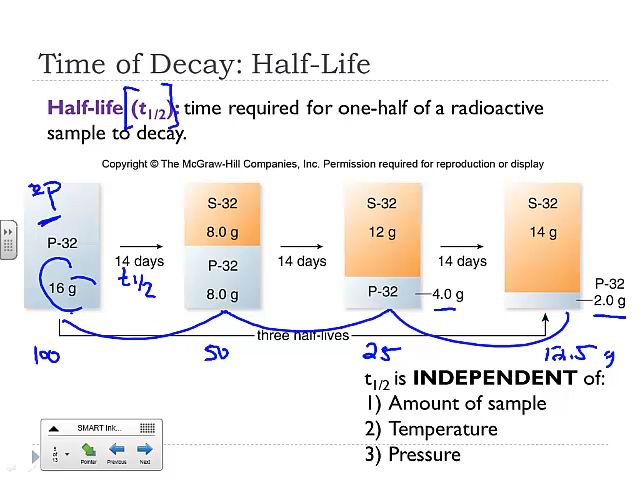 Time of Decay: Half-Life
Half-life (t1/2): time required for one-half of a radioactive
sample to decay.
Copyright © The McGraw-Hill Companies, Inc. Permission required for reproduction or display
32P
P-32
16 g
14 days
t1/2
S-32
8.0 g
P-32
8.0 g
14 days
S-32
12 g
P-32
4.0 g
14 days
S-32
14 g
P-32
2.0 g
three half-lives
100
50
25
12.5 g
t1/2 is INDEPENDENT of:
1) Amount of sample
2) Temperature
3) Pressure
SMART Ink...
5
of
13
Pointer
Previous
Next